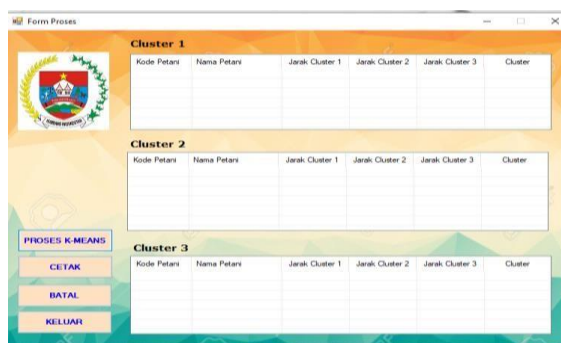 Form Proses
Cluster 1
Kode Petani Nama Petani Jarak Cluster 1 Jarak Cluster 2 Jarak Cluster 3 Cluster
Cluster 2
Kode Petani Nama Petani Jarak Cluster 1 Jarak Cluster 2 Jarak Cluster 3 Cluster
PROSES K-MEANS
Cluster 3
Kode Petani Nama Petani Jarak Cluster 1 Jarak Cluster 2 Jarak Cluster 3 Cluster
CETAK
BATAL
KELUAR